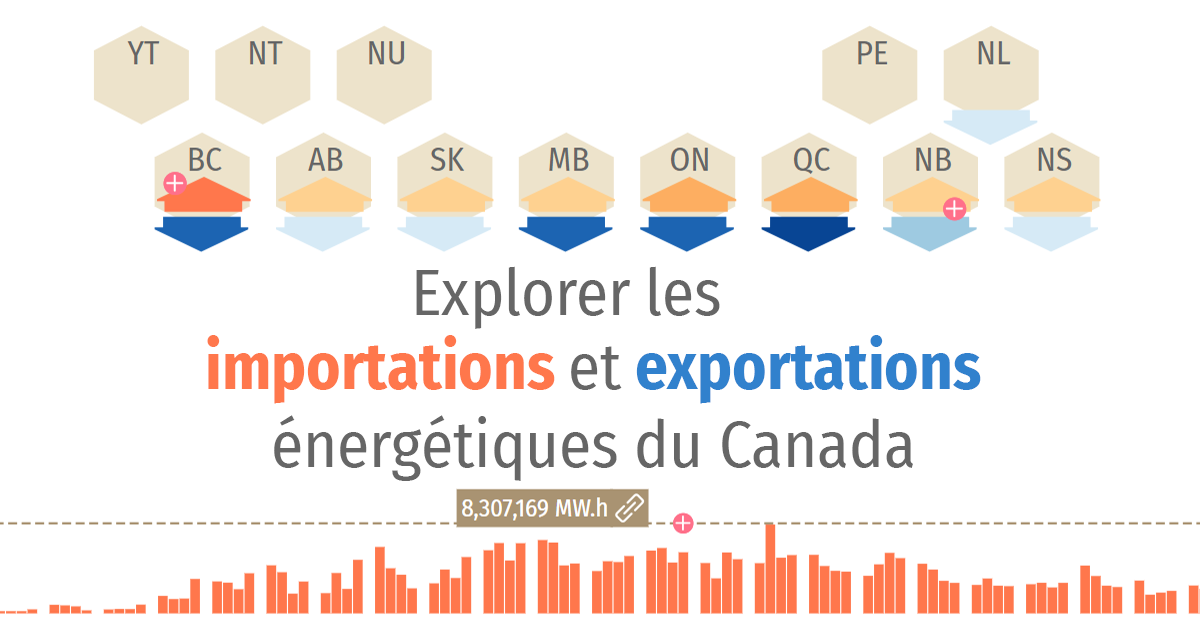 YT NT NU PE NL
BC AB SK MB ON QC NB NS
Explorer les
importations et exportations
énergétiques du Canada
8,307,169 MW.h